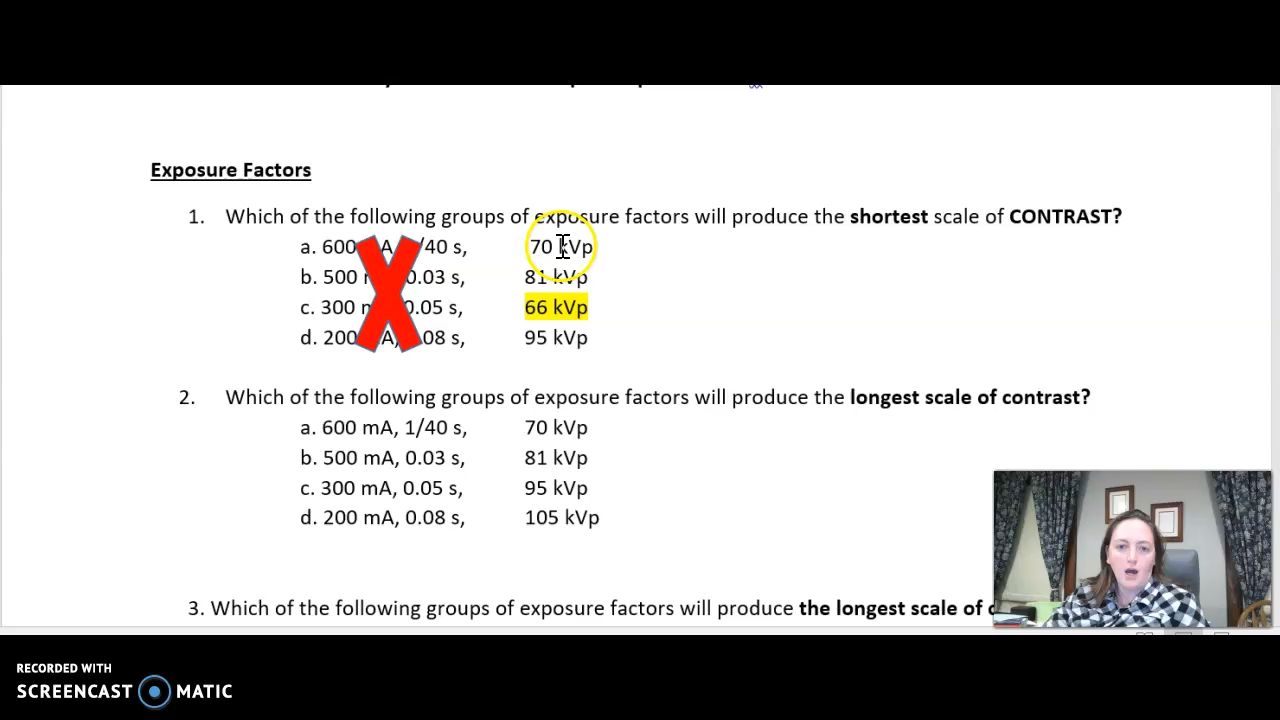 Exposure Factors
1. Which of the following groups of exposure factors will produce the shortest scale of CONTRAST?
a. 600 A, /40 s, 70 kVp
b. 500 0.03 s, 81 kVp
c. 300 0.05 s, 66 kVp
d. 200 A, 08 s, 95 kVp
2. Which of the following groups of exposure factors will produce the longest scale of contrast?
a. 600 mA, 1/40 s, 70 kVp
b. 500 mA, 0.03 s, 81 kVp
c. 300 mA, 0.05 s, 95 kVp
d. 200 mA, 0.08 s, 105 kVp
3. Which of the following groups of exposure factors will produce the longest scale of
RECORDED WITH
SCREENCAST MATIC